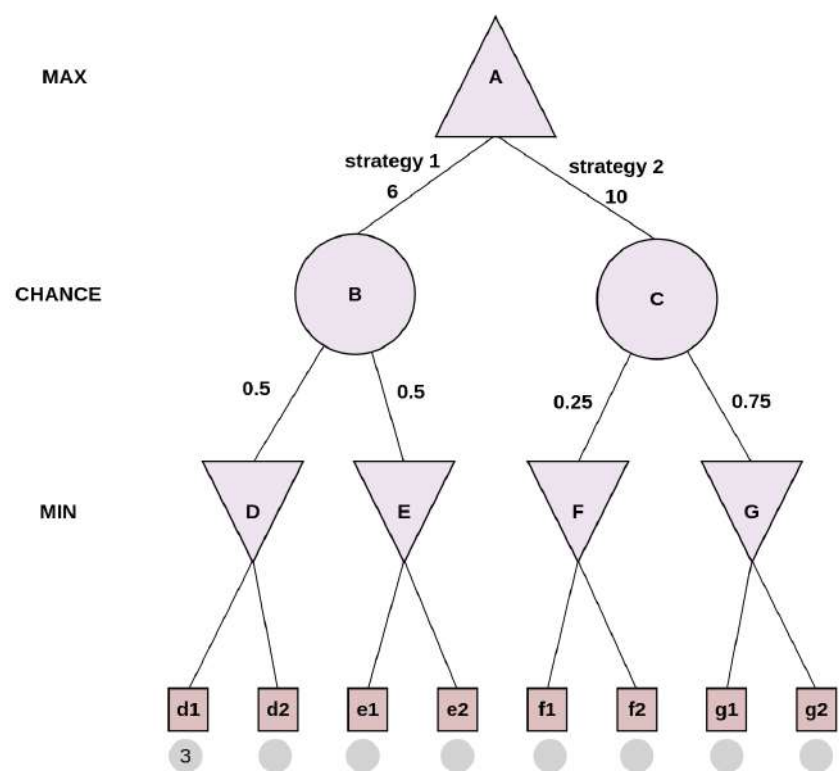 MAX
A
strategy 1
strategy 2
6
10
CHANCE
B
C
0.5
0.5
0.25
0.75
MIN
D
E
F
G
d1
d2
e1
e2
f1
f2
g1
g2
3